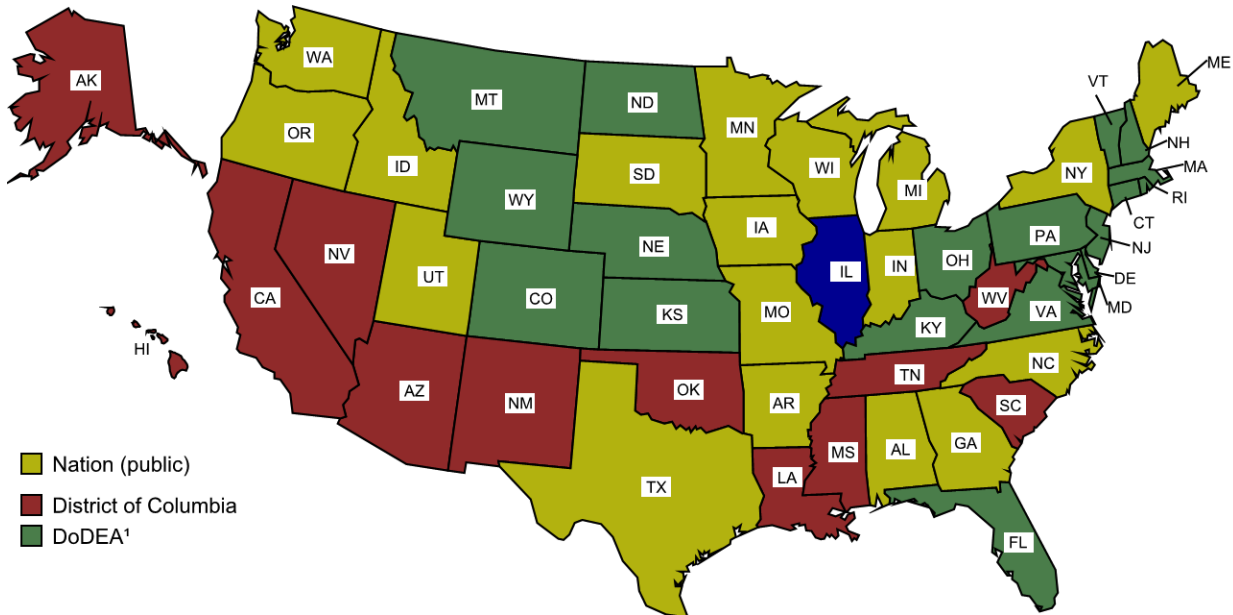 AK
WA
MT
ND
MN
VT
ME
OR
ID
SD
WI
MI
NY
NH
MA
WY
RI
CT
IA
NE
PA
NJ
NV
UT
CO
IL
IN
OH
WV
DE
MD
CA
KS
MO
KY
VA
HI
AZ
NM
OK
TN
NC
AR
SC
MS
AL
GA
LA
TX
FL
Nation (public)
District of Columbia
DoDEA¹